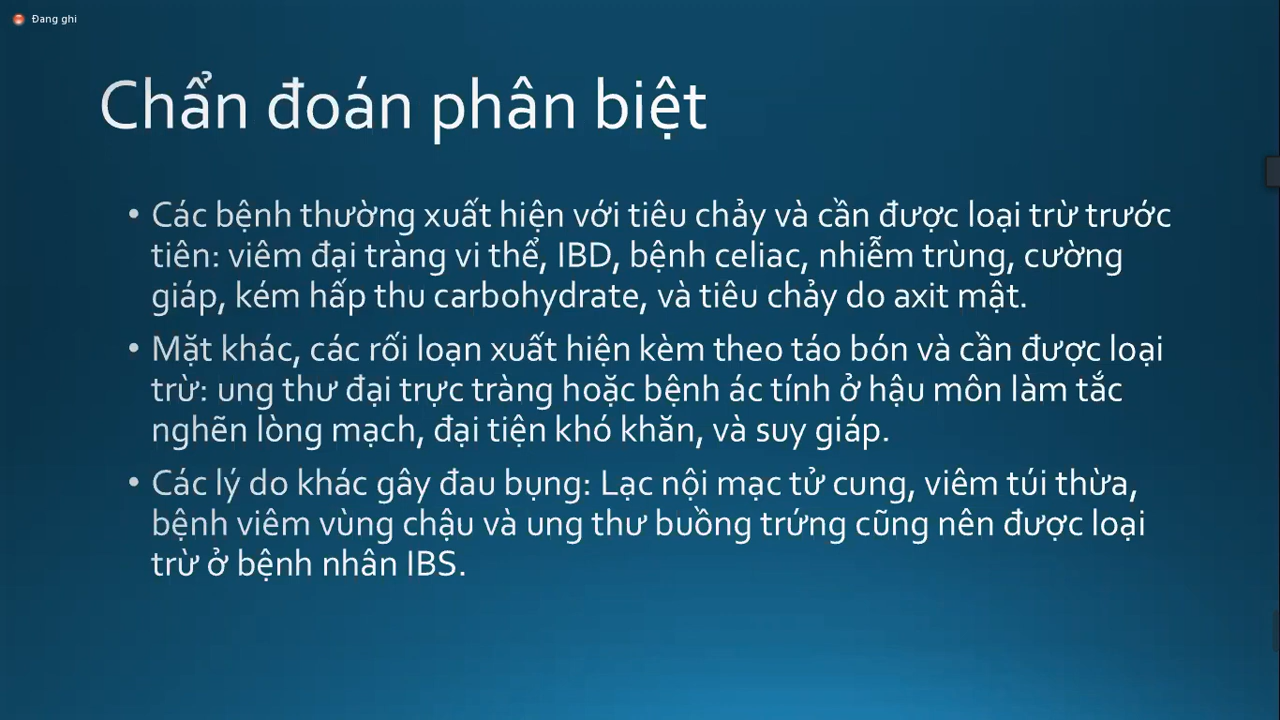 Đang ghi
Chẩn đoán phân biệt
• Các bệnh thường xuất hiện với tiêu chảy và cần được loại trừ trước
tiên: viêm đại tràng vi thể, IBD, bệnh celiac, nhiễm trùng, cường
giáp, kém hấp thu carbohydrate, và tiêu chảy do axit mật.
• Mặt khác, các rối loạn xuất hiện kèm theo táo bón và cần được loại
trừ: ung thư đại trực tràng hoặc bệnh ác tính ở hậu môn làm tắc
nghẽn lòng mạch, đại tiện khó khăn, và suy giáp.
• Các lý do khác gây đau bụng: Lạc nội mạc tử cung, viêm túi thừa,
bệnh viêm vùng chậu và ung thư buồng trứng cũng nên được loại
trừ ở bệnh nhân IBS.